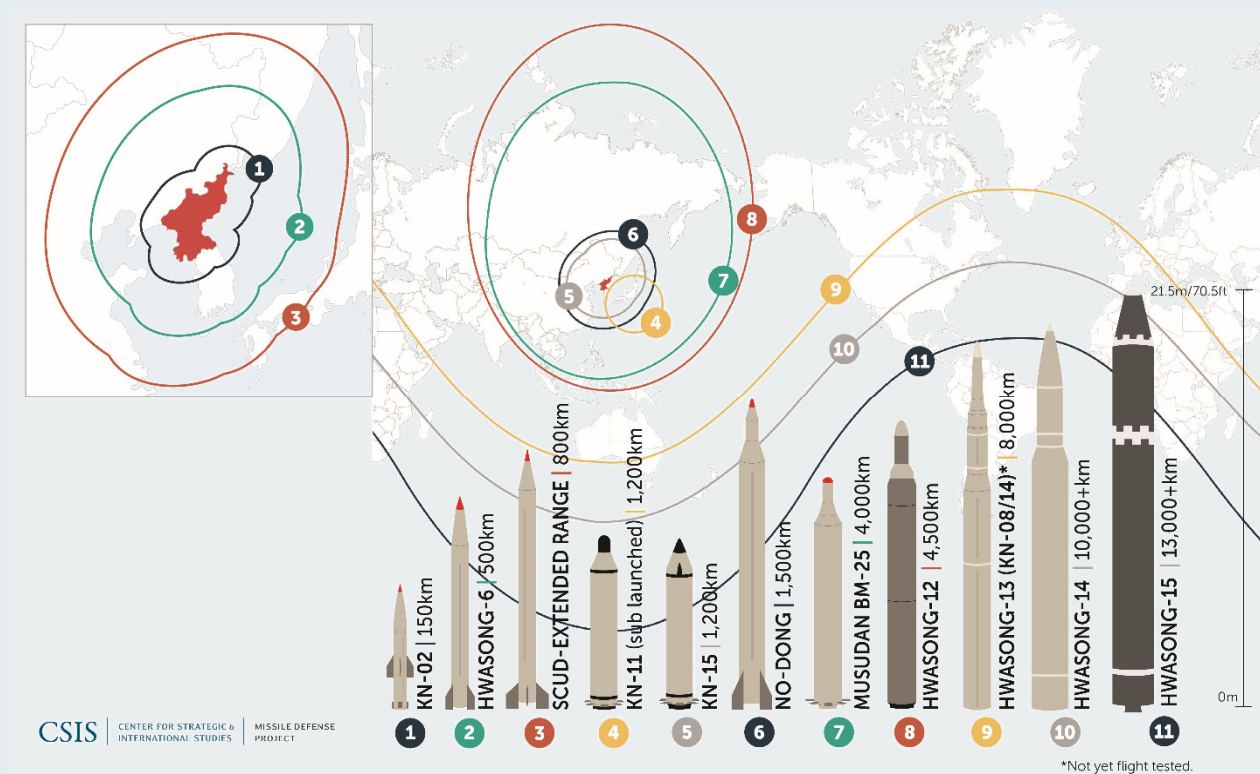 1
2
3
4
5
6
7
8
9
10
11
21.5m/70.5ft
0m
KN-02 | 150km
HWASONG-6 | 500km
SCUD-EXTENDED RANGE | 800km
KN-11 (sub launched) | 1,200km
KN-15 | 1,200km
NO-DONG | 1,500km
MUSUDAN BM-25 | 4,000km
HWASONG-12 | 4,500km
HWASONG-13 (KN-08/14)* | 8,000km
HWASONG-14 | 10,000+km
HWASONG-15 | 13,000+km
1
2
3
4
5
6
7
8
9
10
11
CSIS | CENTER FOR STRATEGIC &
INTERNATIONAL STUDIES
MISSILE DEFENSE
PROJECT
*Not yet flight tested.